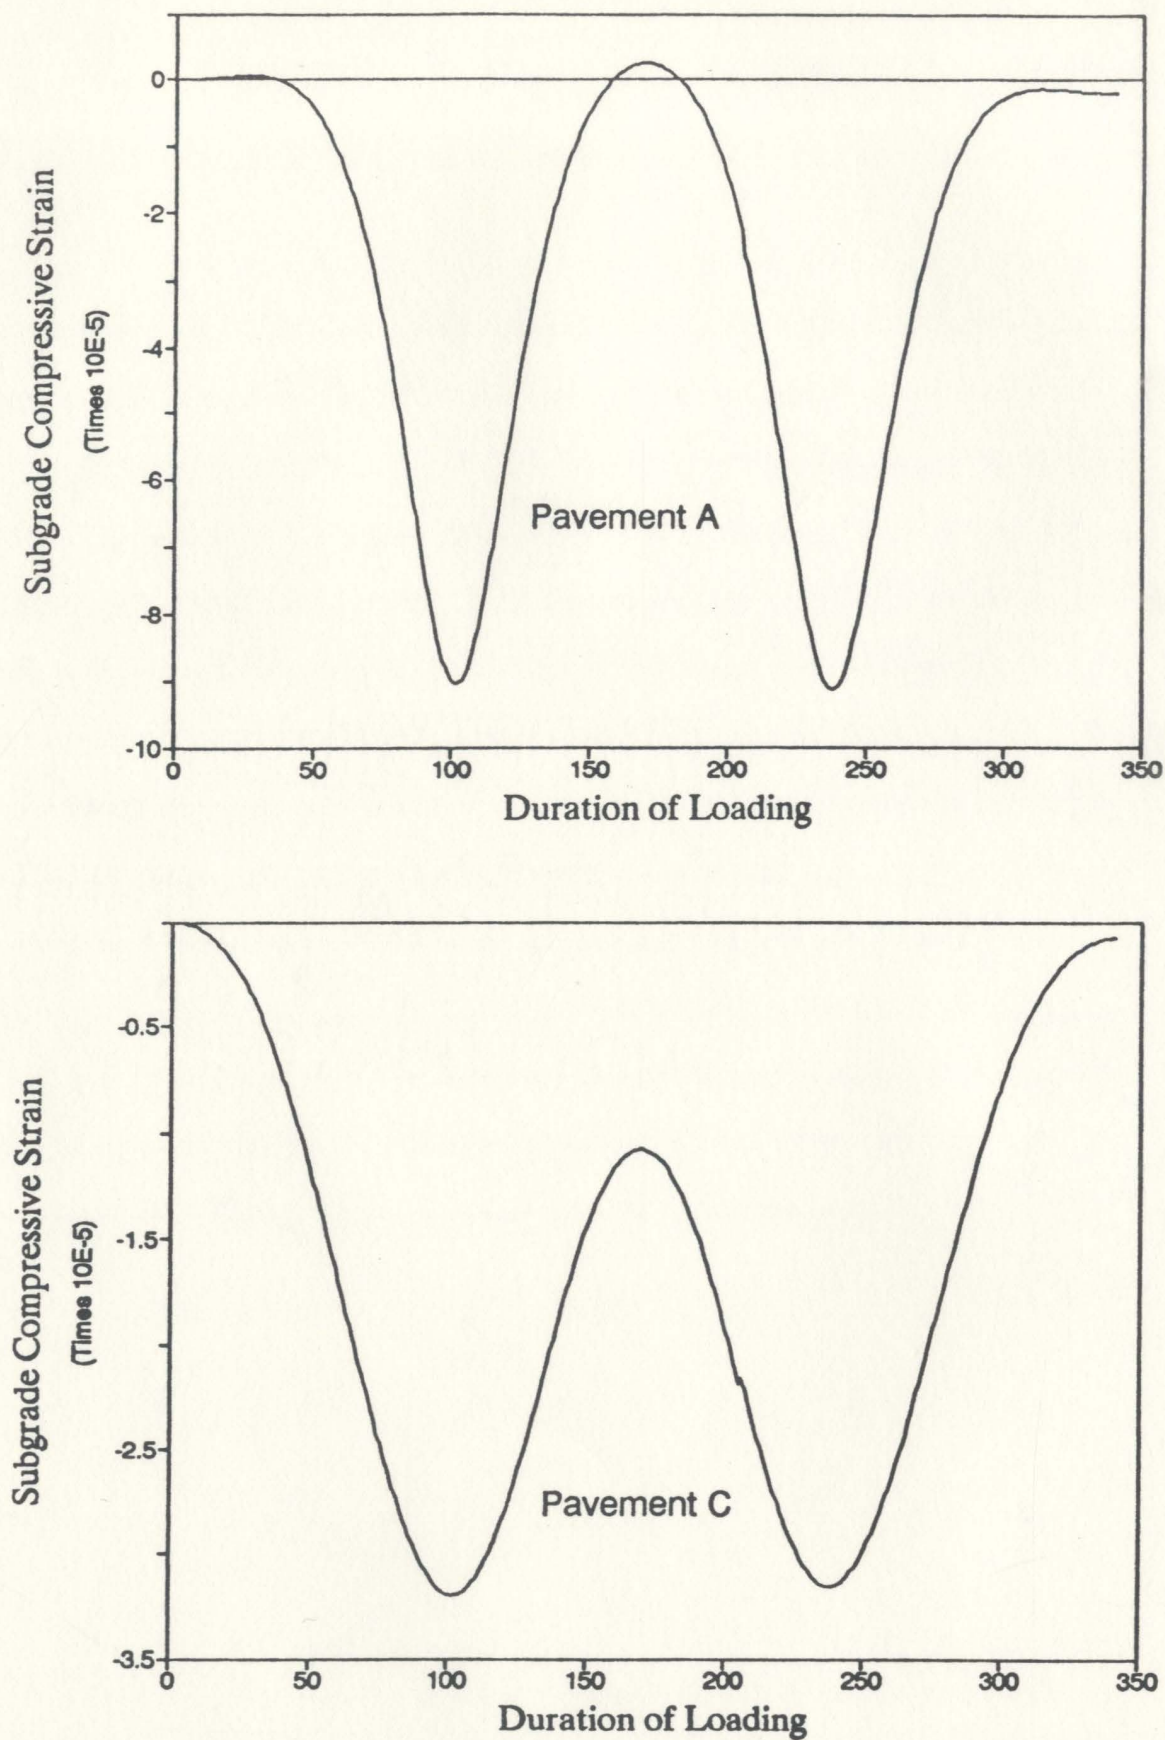 Subgrade Compressive Strain
(Times 10E-5)
0
-2
-4
-6
-8
-10
Pavement A
0 50 100 150 200 250 300 350
Duration of Loading
Subgrade Compressive Strain
(Times 10E-5)
-0.5
-1.5
-2.5
-3.5
Pavement C
0 50 100 150 200 250 300 350
Duration of Loading